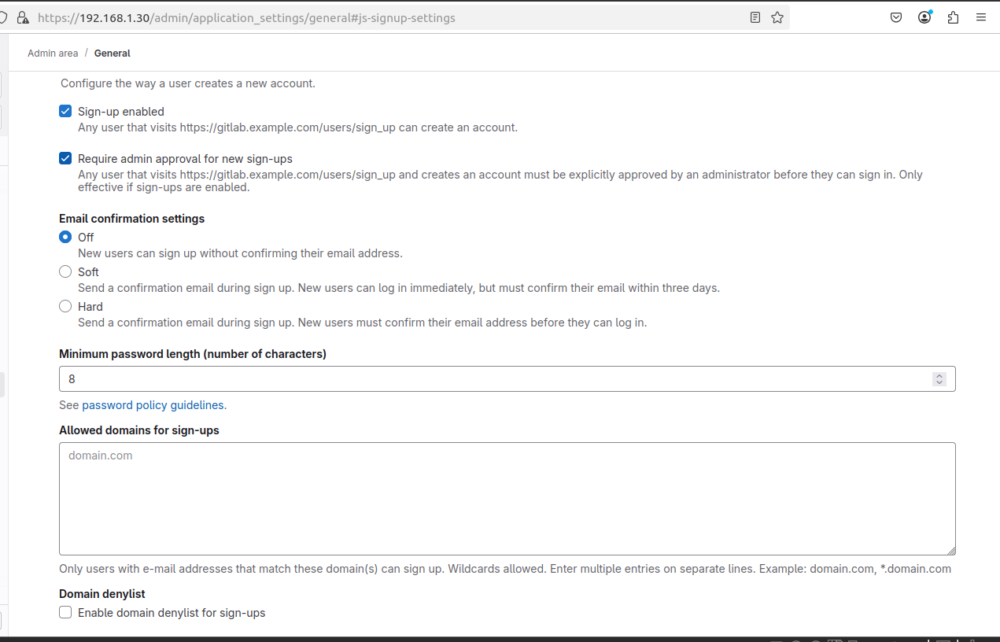 https://192.168.1.30/admin/application_settings/general#js-signup-settings
Admin area / General
Configure the way a user creates a new account.
Sign-up enabled
Any user that visits https://gitlab.example.com/users/sign_up can create an account.
Require admin approval for new sign-ups
Any user that visits https://gitlab.example.com/users/sign_up and creates an account must be explicitly approved by an administrator before they can sign in. Only
effective if sign-ups are enabled.
Email confirmation settings
Off
New users can sign up without confirming their email address.
Soft
Send a confirmation email during sign up. New users can log in immediately, but must confirm their email within three days.
Hard
Send a confirmation email during sign up. New users must confirm their email address before they can log in.
Minimum password length (number of characters)
8
See password policy guidelines.
Allowed domains for sign-ups
domain.com
Only users with e-mail addresses that match these domain(s) can sign up. Wildcards allowed. Enter multiple entries on separate lines. Example: domain.com, *.domain.com
Domain denylist
Enable domain denylist for sign-ups